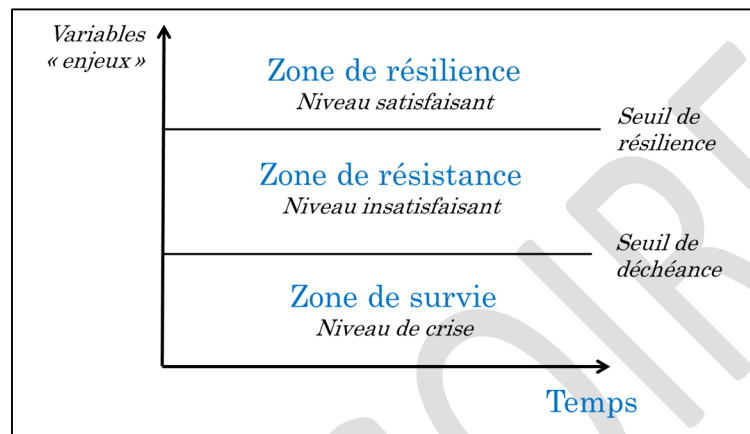 Variables
« enjeux »
Zone de résilience
Niveau satisfaisant
Seuil de
résilience
Zone de résistance
Niveau insatisfaisant
Seuil de
déchéance
Zone de survie
Niveau de crise
Temps
OIRE